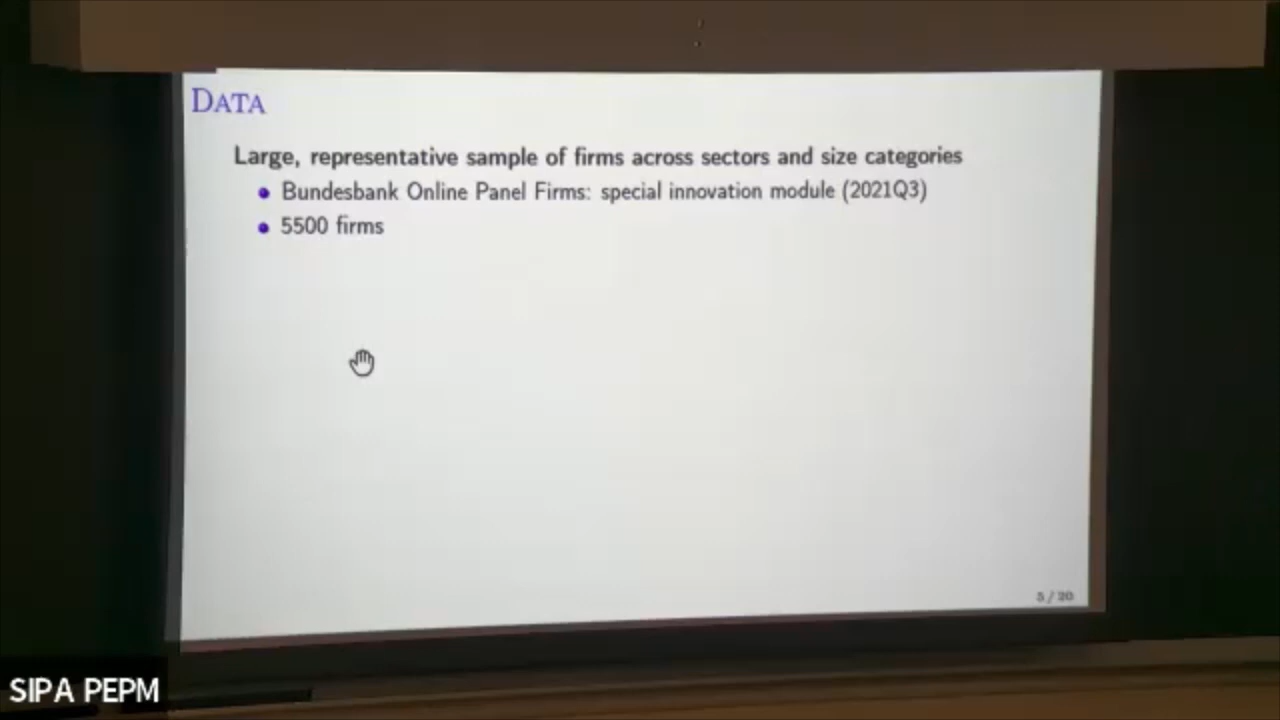 DATA
Large, representative sample of firms across sectors and size categories
Bundesbank Online Panel Firms: special innovation module (2021Q3)
5500 firms
5 / 20
SIPA PEPM